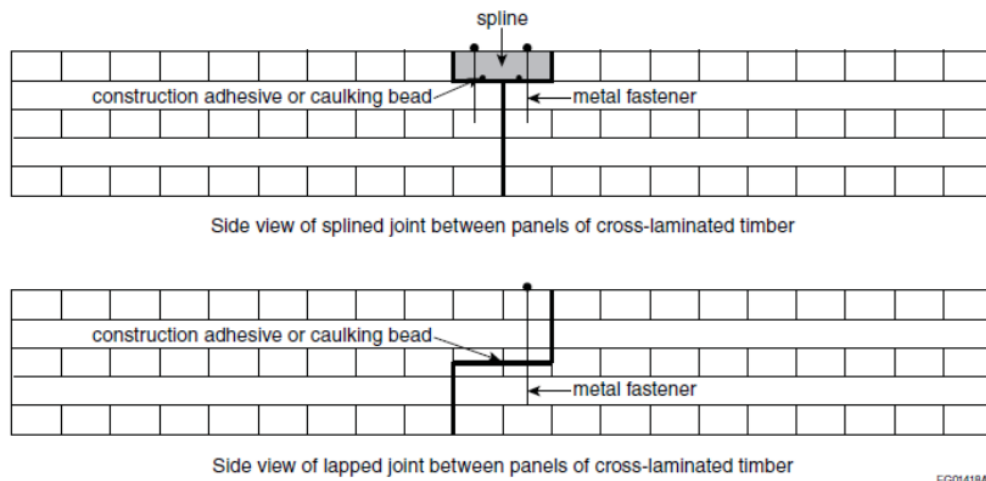 spline
construction adhesive or caulking bead
metal fastener
Side view of splined joint between panels of cross-laminated timber
construction adhesive or caulking bead
metal fastener
Side view of lapped joint between panels of cross-laminated timber